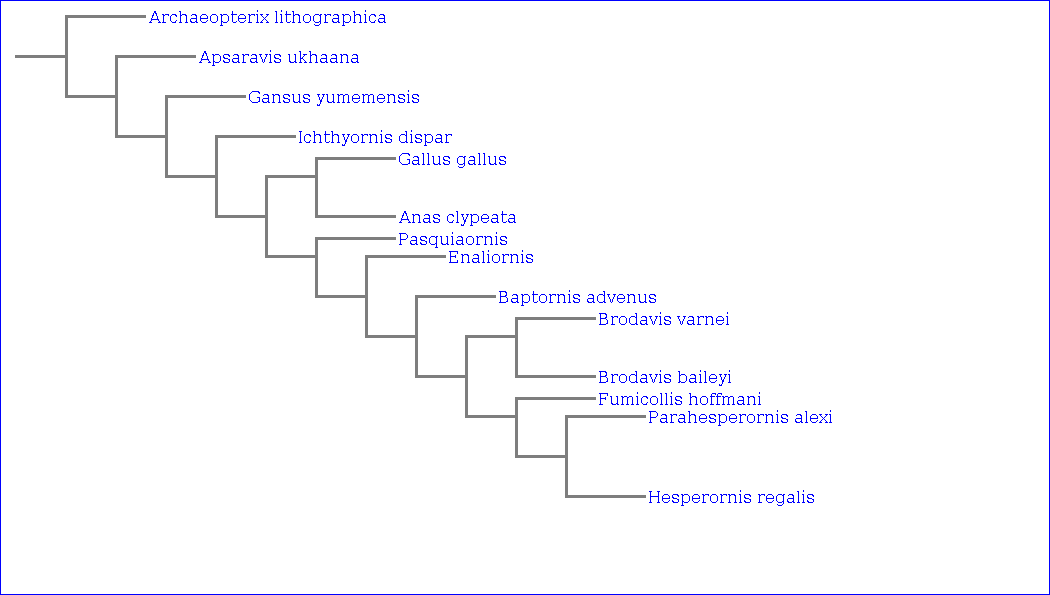 Archaeopterix lithographica
Apsaravis ukhaana
Gansus yumemensis
Ichthyornis dispar
Gallus gallus
Anas clypeata
Pasquiaornis
Enaliornis
Baptornis advenus
Brodavis varnei
Brodavis baileyi
Fumicollis hoffmani
Parahesperornis alexi
Hesperornis regalis